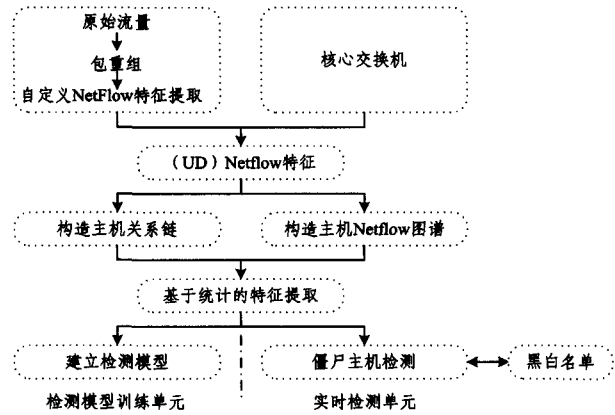 原始流量
包重组
自定义NetFlow特征提取
核心交换机
（UD）Netflow特征
构造主机关系链
构造主机Netflow图谱
基于统计的特征提取
建立检测模型
僵尸主机检测
黑白名单
检测模型训练单元
实时检测单元